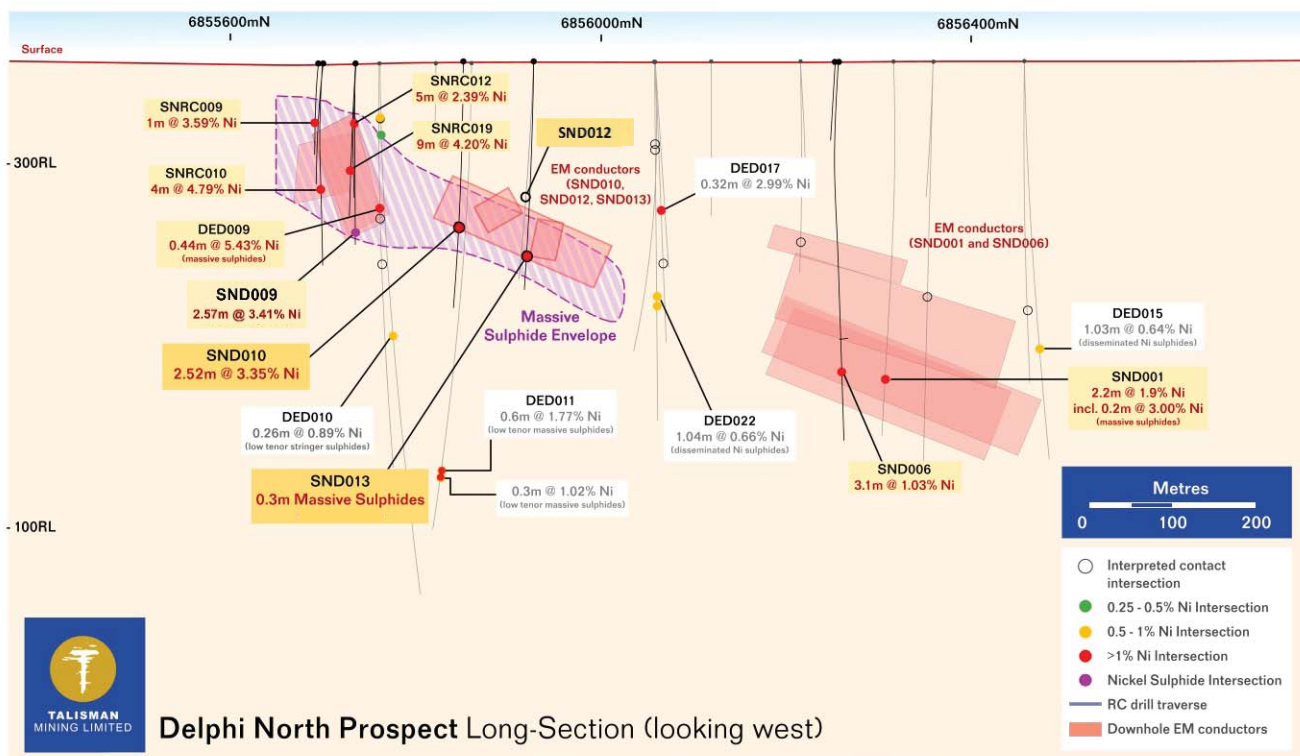 6855600mN
6856000mN
6856400mN
Surface
SNRC009
1m @ 3.59% Ni
SNRC012
5m @ 2.39% Ni
SNRC019
9m @ 4.20% Ni
SND012
- 300RL
SNRC010
4m @ 4.79% Ni
EM conductors
(SND010,
SND012, SND013)
DED017
0.32m @ 2.99% Ni
DED009
0.44m @ 5.43% Ni
(massive sulphides)
EM conductors
(SND001 and SND006)
SND009
2.57m @ 3.41% Ni
Massive
Sulphide Envelope
DED015
1.03m @ 0.64% Ni
(disseminated Ni sulphides)
SND010
2.52m @ 3.35% Ni
SND001
2.2m @ 1.9% Ni
incl. 0.2m @ 3.00% Ni
(massive sulphides)
DED010
0.26m @ 0.89% Ni
(low tenor stringer sulphides)
DED011
0.6m @ 1.77% Ni
(low tenor massive sulphides)
DED022
1.04m @ 0.66% Ni
(disseminated Ni sulphides)
SND013
0.3m Massive Sulphides
0.3m @ 1.02% Ni
(low tenor massive sulphides)
SND006
3.1m @ 1.03% Ni
- 100RL
Metres
0 100 200
Interpreted contact
intersection
0.25 - 0.5% Ni Intersection
0.5 - 1% Ni Intersection
>1% Ni Intersection
Nickel Sulphide Intersection
RC drill traverse
Downhole EM conductors
TALISMAN
MINING LIMITED
Delphi North Prospect Long-Section (looking west)